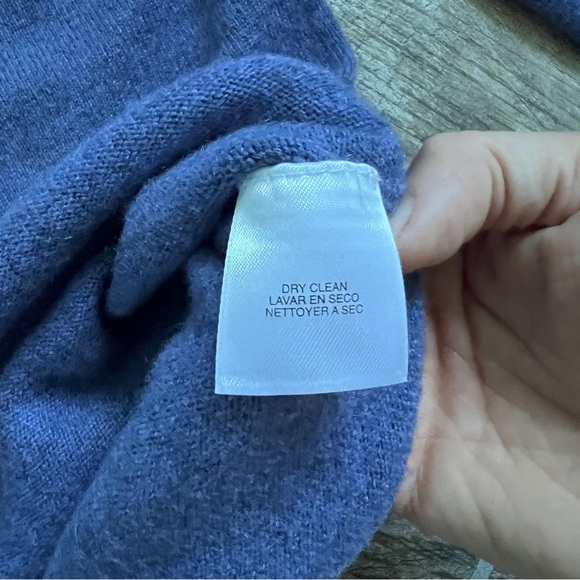 DRY CLEAN
LAVAR EN SECO
NETTOYER A SEC